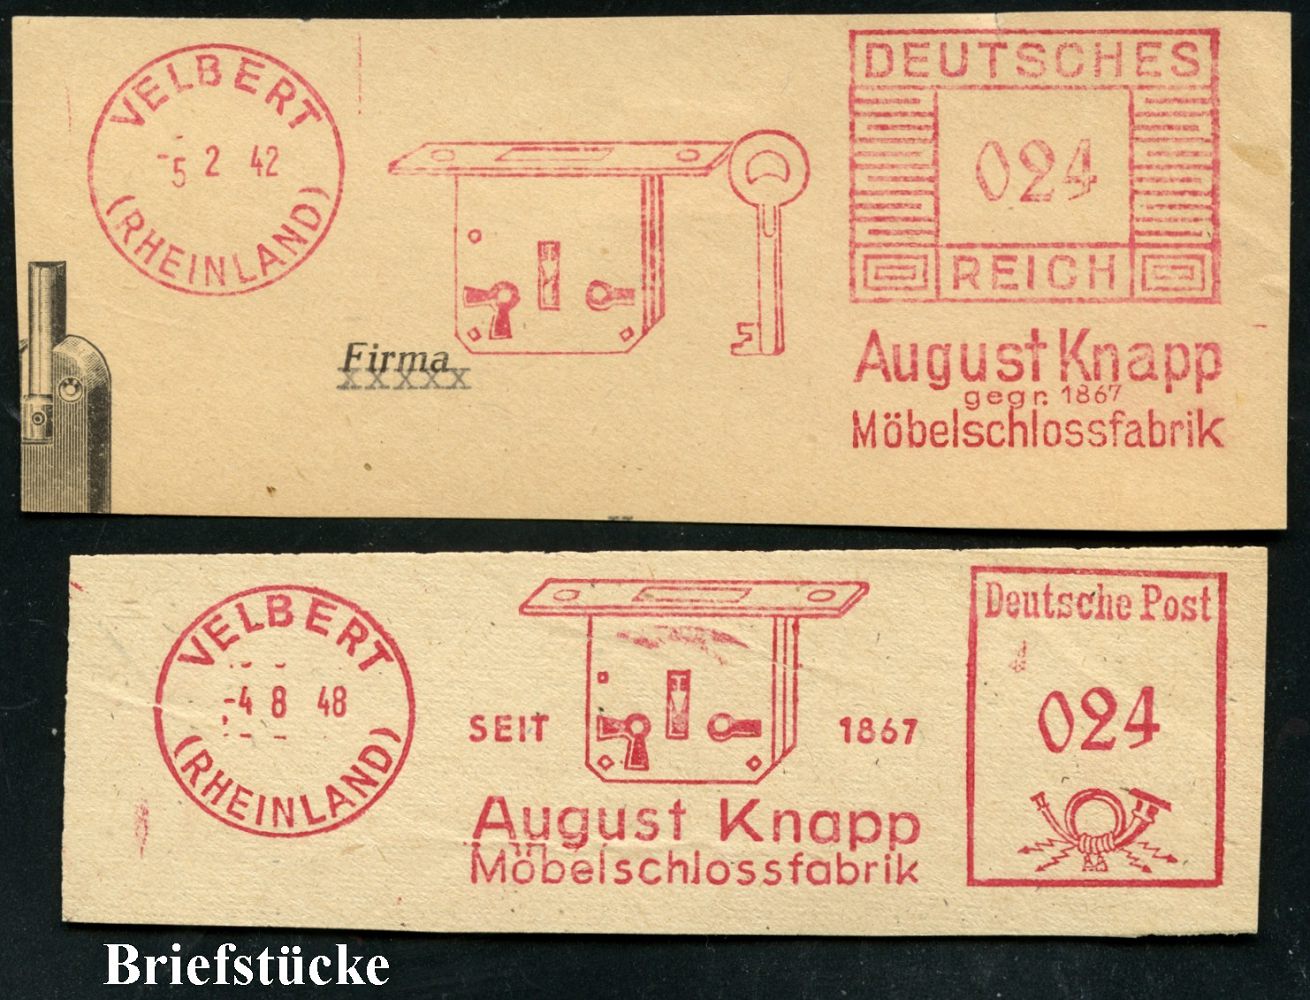 VELBERT
-5 2 42
(RHEINLAND)
DEUTSCHES
024
REICH
Firma
xxxxx
August Knapp
gegr. 1867
Möbelschlossfabrik
VELBERT
-4 8 48
(RHEINLAND)
SEIT 1867
August Knapp
Möbelschlossfabrik
Deutsche Post
024
Briefstücke